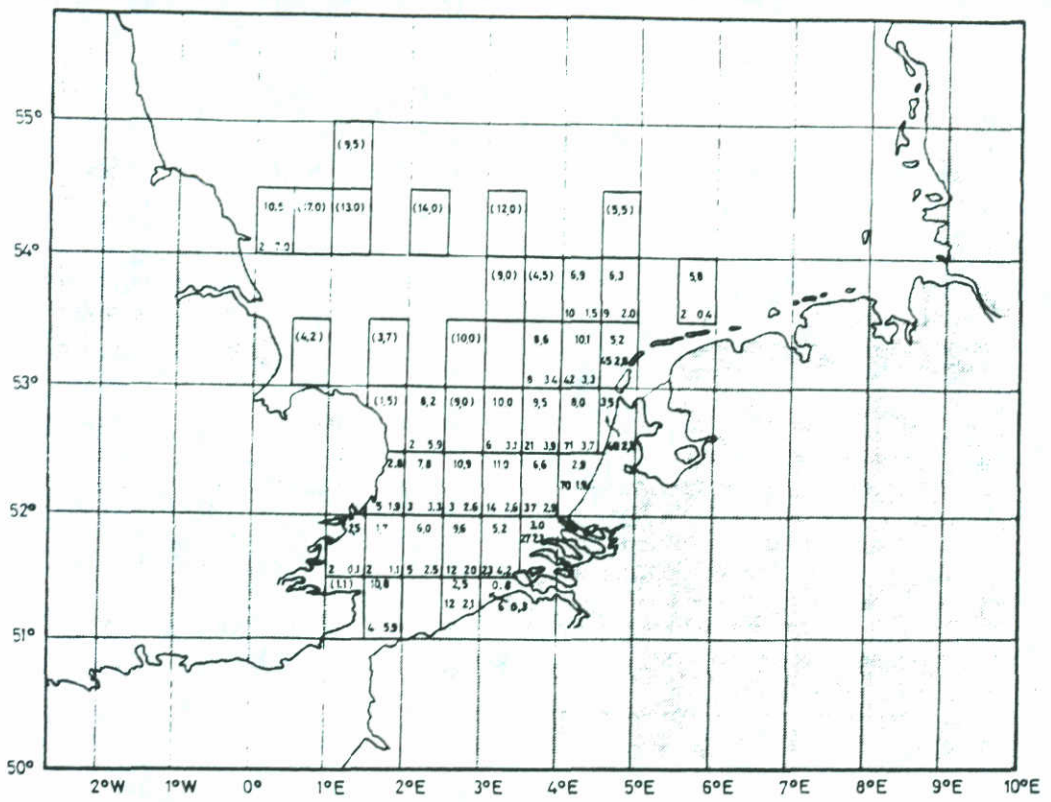 55°
(9,5)
10,5 (17,0) (13,0) (14,0) (12,0) (5,5)
2 7,0
54°
(9,0) (4,5) 6,9 6,3 5,8
10 1,5 9 2,0 2 0,4
(4,2) (3,7) (10,0) 8,6 10,1 5,2
45 2,8
8 3,4 42 3,3
53°
(1,5) 8,2 (9,0) 10,0 9,5 8,0 3,5
2 5,9 6 3,1 21 3,9 71 3,7
2,8 7,8 10,9 11,0 6,6 2,9
70 1,9
5 1,9 3 3,3 3 2,6 14 2,6 37 2,9
52°
2,5 1,7 6,0 9,6 5,2 3,0
27 2,1
2 0,1 2 1,1 5 2,5 12 2,0 23 4,2
(1,1) 10,8 2,5 0,8
12 2,1 6 0,3
4 5,9
51°
50°
2°W 1°W 0° 1°E 2°E 3°E 4°E 5°E 6°E 7°E 8°E 9°E 10°E